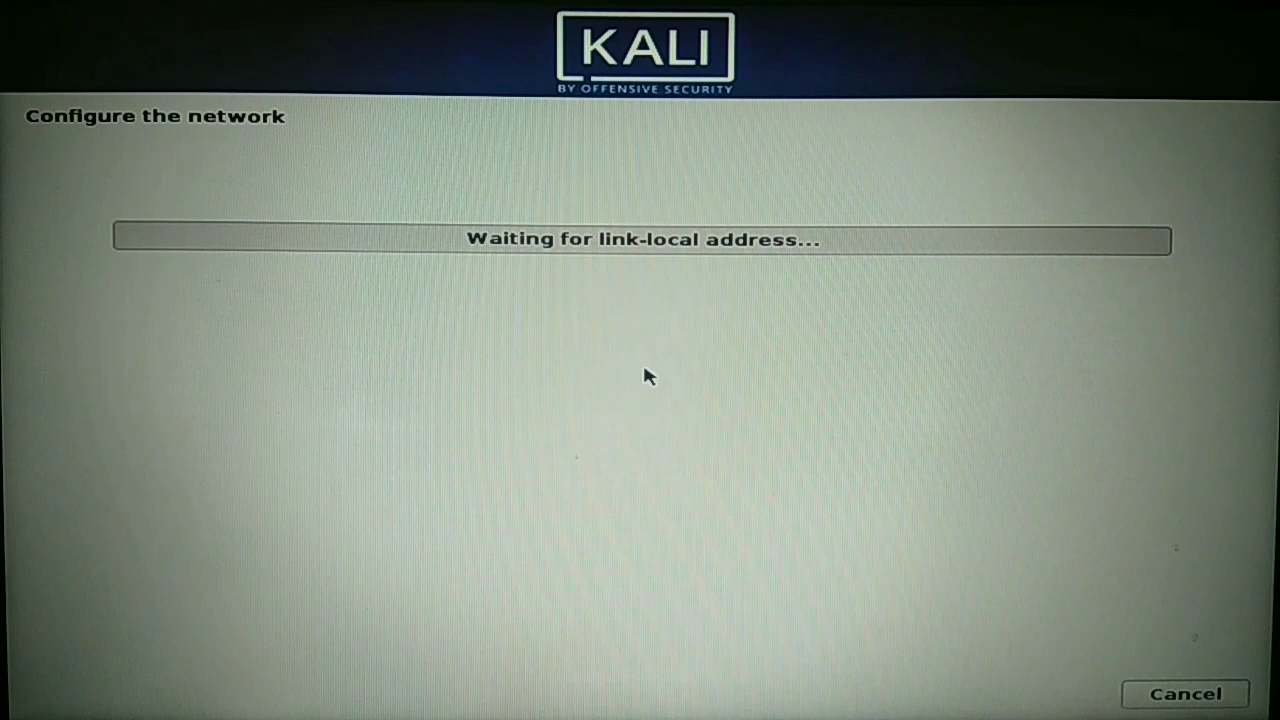 KALI
BY OFFENSIVE SECURITY
Configure the network
Waiting for link-local address...
Cancel